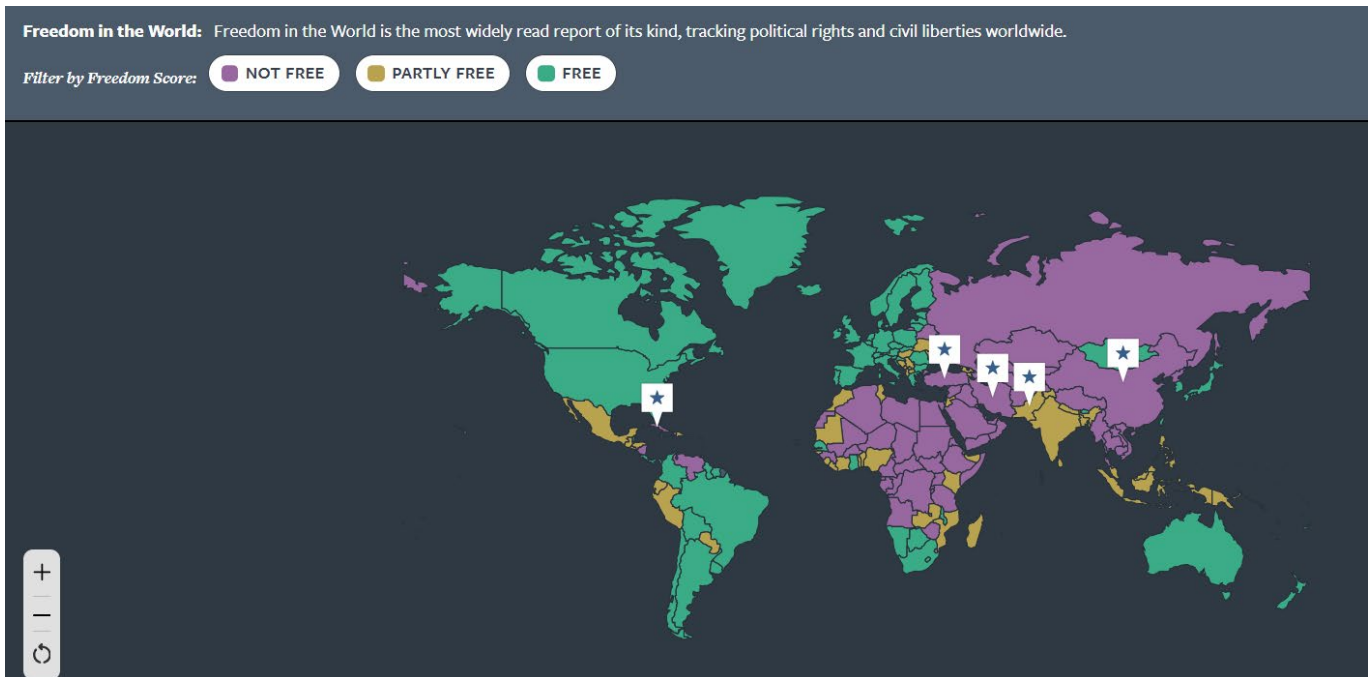 Freedom in the World: Freedom in the World is the most widely read report of its kind, tracking political rights and civil liberties worldwide.
Filter by Freedom Score: NOT FREE PARTLY FREE FREE